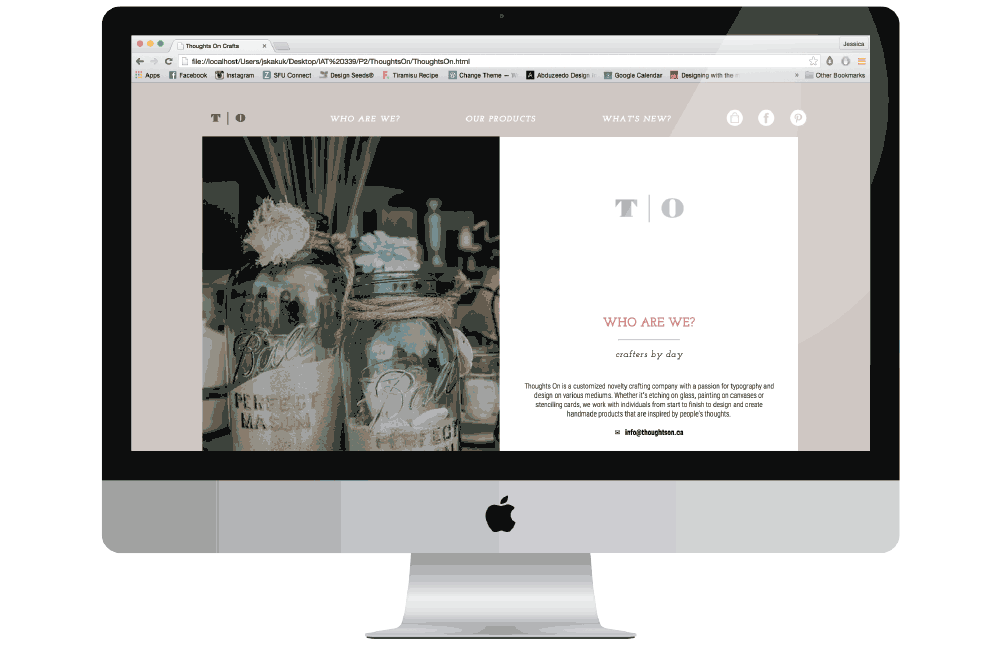 Thoughts On Crafts
Jessica
file://localhost/Users/jskakuk/Desktop/IAT%20339/P2/ThoughtsOn/ThoughtsOn.html
Apps Facebook Instagram SFU Connect Design Seeds® Tiramisu Recipe Change Theme — Abduzeedo Design Google Calendar Designing with the » Other Bookmarks
T | O WHO ARE WE? OUR PRODUCTS WHAT'S NEW?
T | O
Ball
PERFECT
MASON
Ball
PERFECT
WHO ARE WE?
crafters by day
Thoughts On is a customized novelty crafting company with a passion for typography and
design on various mediums. Whether it's etching on glass, painting on canvases or
stenciling cards, we work with individuals from start to finish to design and create
handmade products that are inspired by people's thoughts.
✉ info@thoughtson.ca